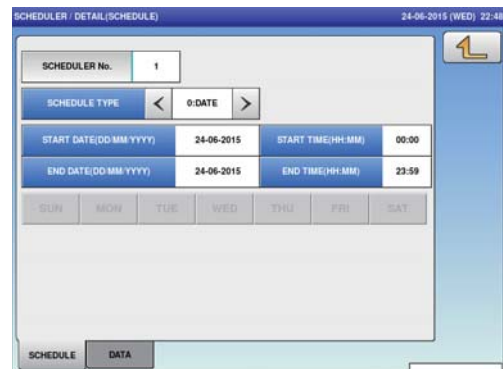 SCHEDULER / DETAIL(SCHEDULE) 24-06-2015 (WED) 22:48
SCHEDULER No. 1
SCHEDULE TYPE < 0:DATE >
START DATE(DD/MM/YYYY) 24-06-2015 START TIME(HH:MM) 00:00
END DATE(DD/MM/YYYY) 24-06-2015 END TIME(HH:MM) 23:59
SUN MON TUE WED THU FRI SAT
SCHEDULE DATA